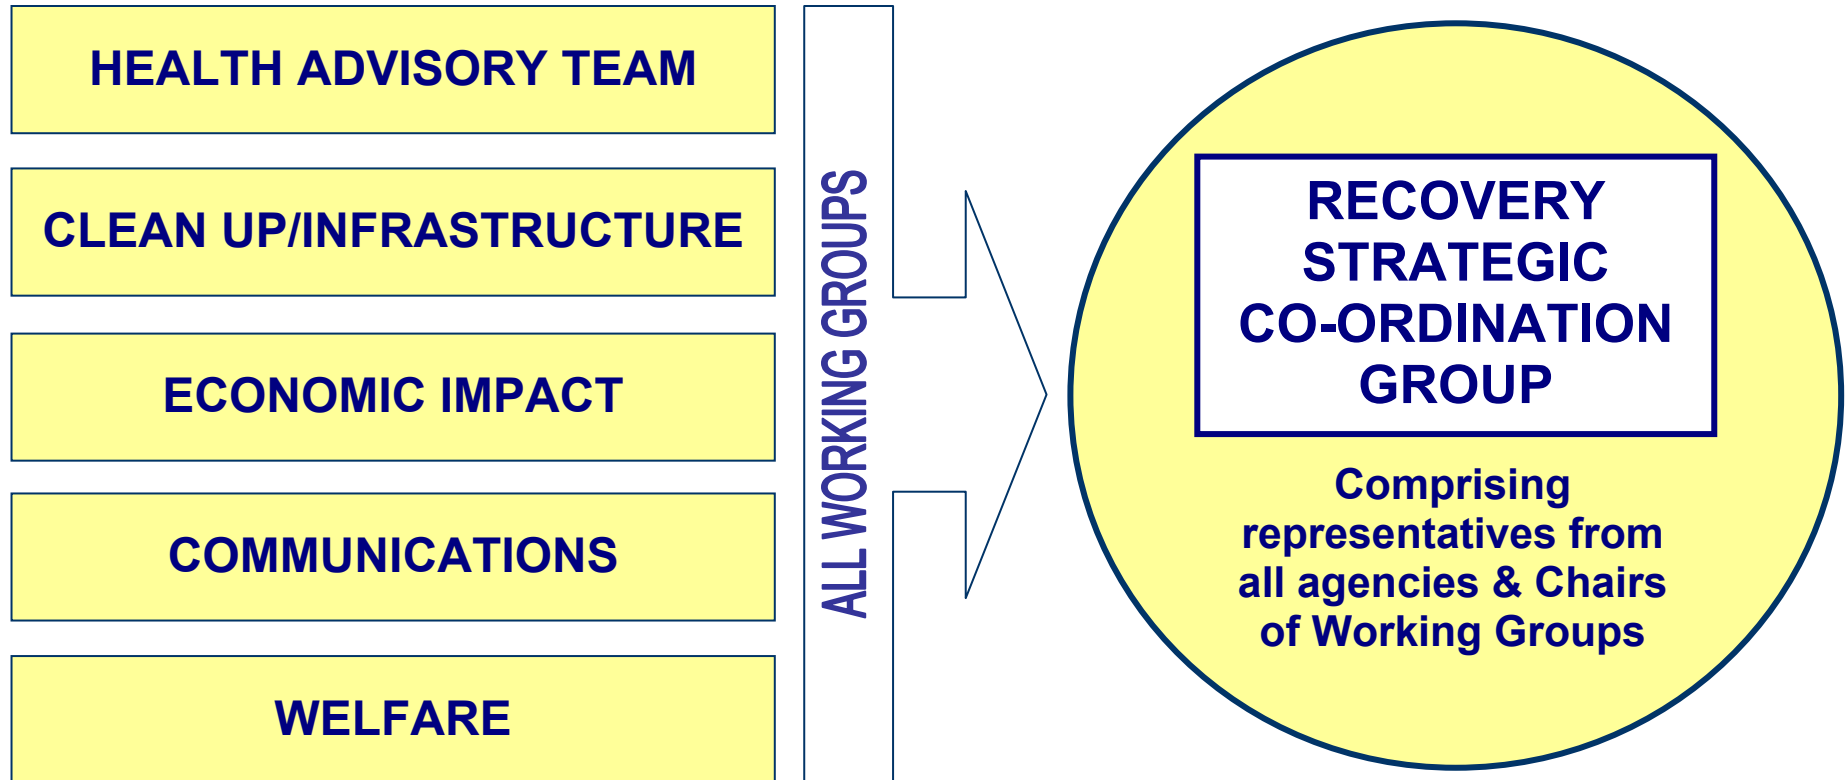 HEALTH ADVISORY TEAM
CLEAN UP/INFRASTRUCTURE
ECONOMIC IMPACT
COMMUNICATIONS
WELFARE
ALL WORKING GROUPS
RECOVERY
STRATEGIC
CO-ORDINATION
GROUP
Comprising
representatives from
all agencies & Chairs
of Working Groups